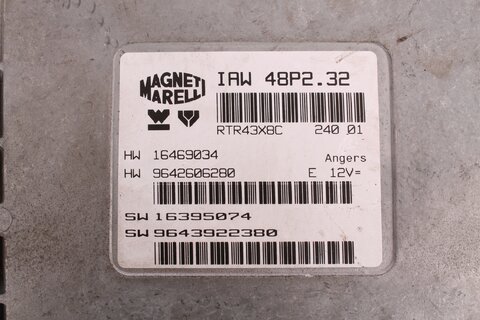 MAGNETI MARELLI
IAW 48P2.32
RTR43X8C 240 01
HW 16469034 Angers
HW 9642606280 E 12V=
SW 16395074
SW 9643922380